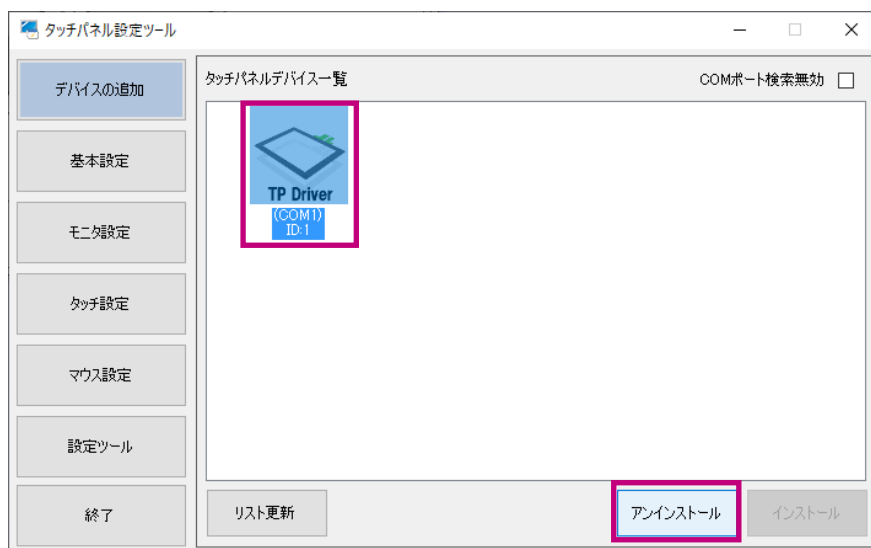 タッチパネル設定ツール
デバイスの追加
基本設定
モニタ設定
タッチ設定
マウス設定
設定ツール
終了
タッチパネルデバイス一覧
COMポート検索無効
TP Driver
(COM1)
ID:1
リスト更新
アンインストール
インストール